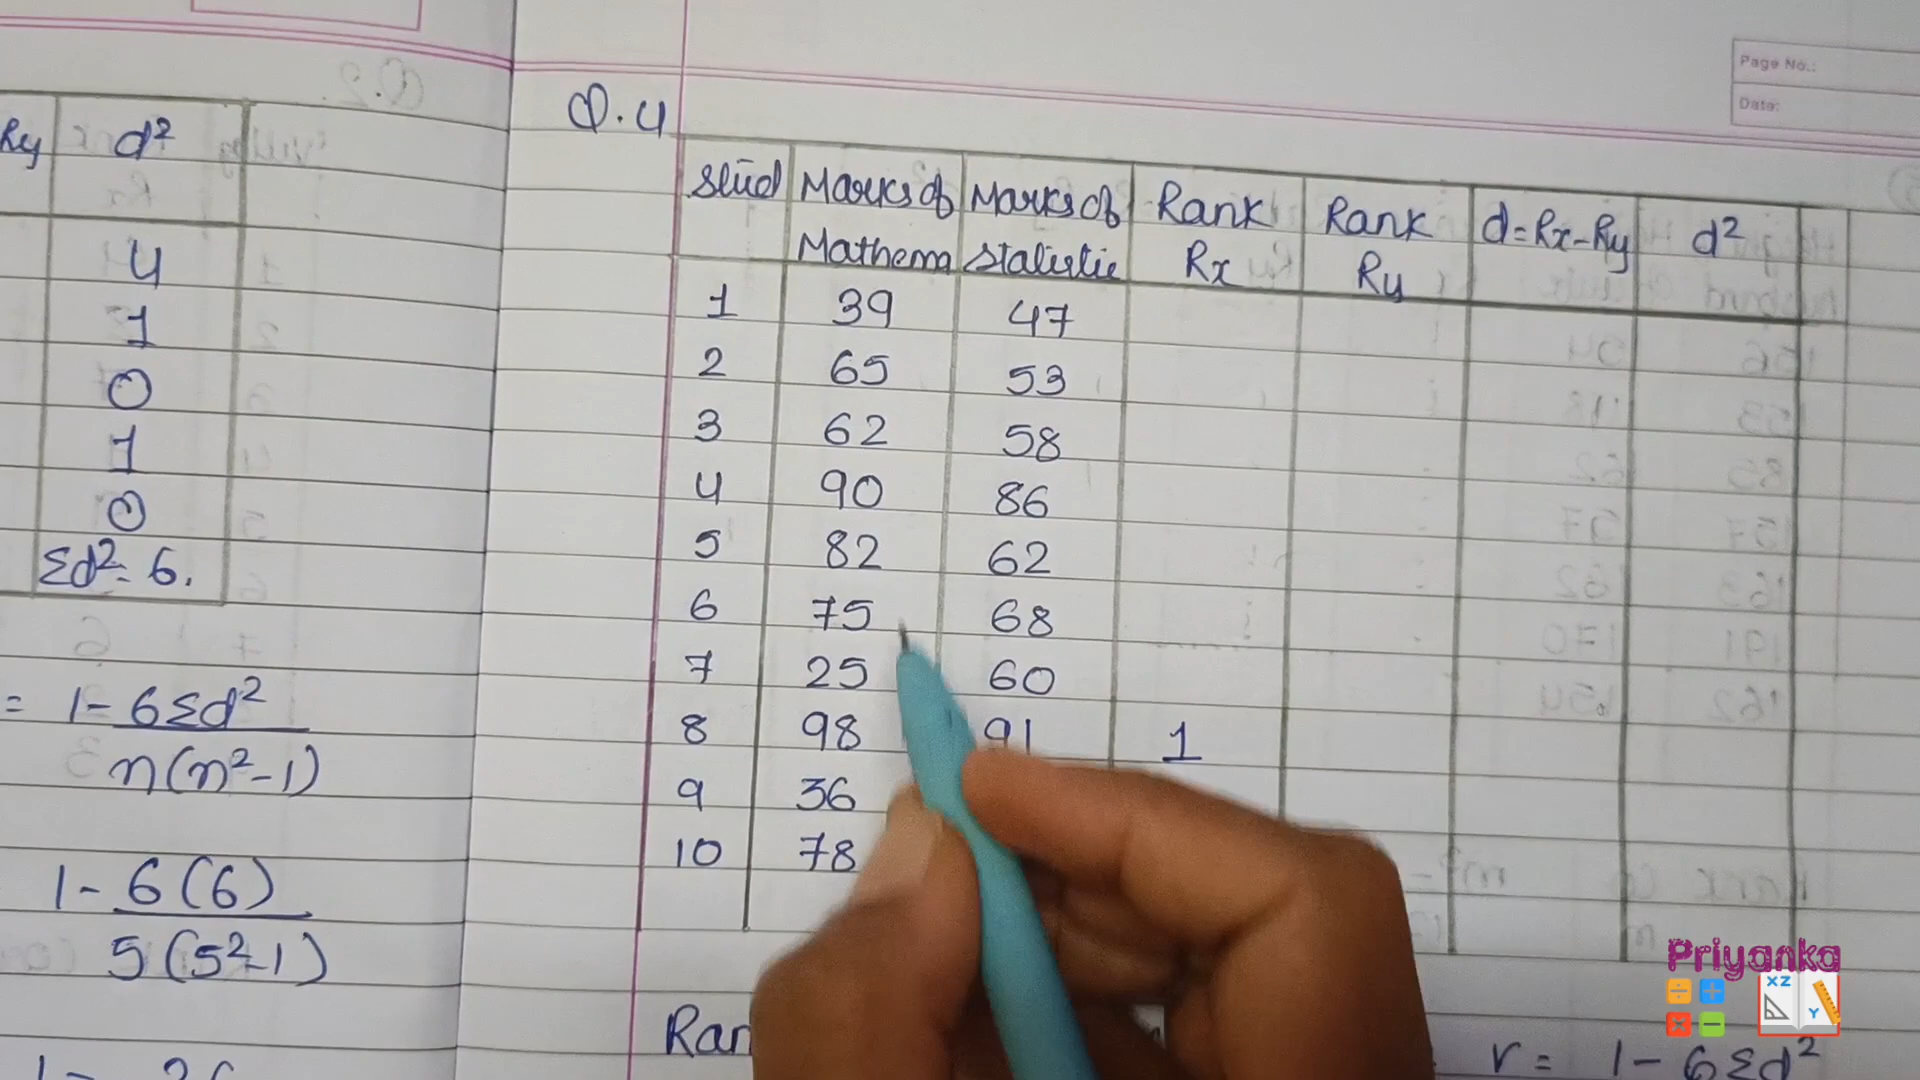 Page No.:
Date:
Q.4
Ry d²
4
1
0
1
0
Σd²= 6.
= 1- 6Σd²
n(n²-1)
1- 6(6)
5(5²-1)
Stud Marks of Marks of Rank Rank d=Rx-Ry d²
Mathema Statistic Rx Ry
1 39 47
2 65 53
3 62 58
4 90 86
5 82 62
6 75 68
7 25 60
8 98 91 1
9 36
10 78
Ran
r= 1- 6Σd²
Priyanka
XZ
Y